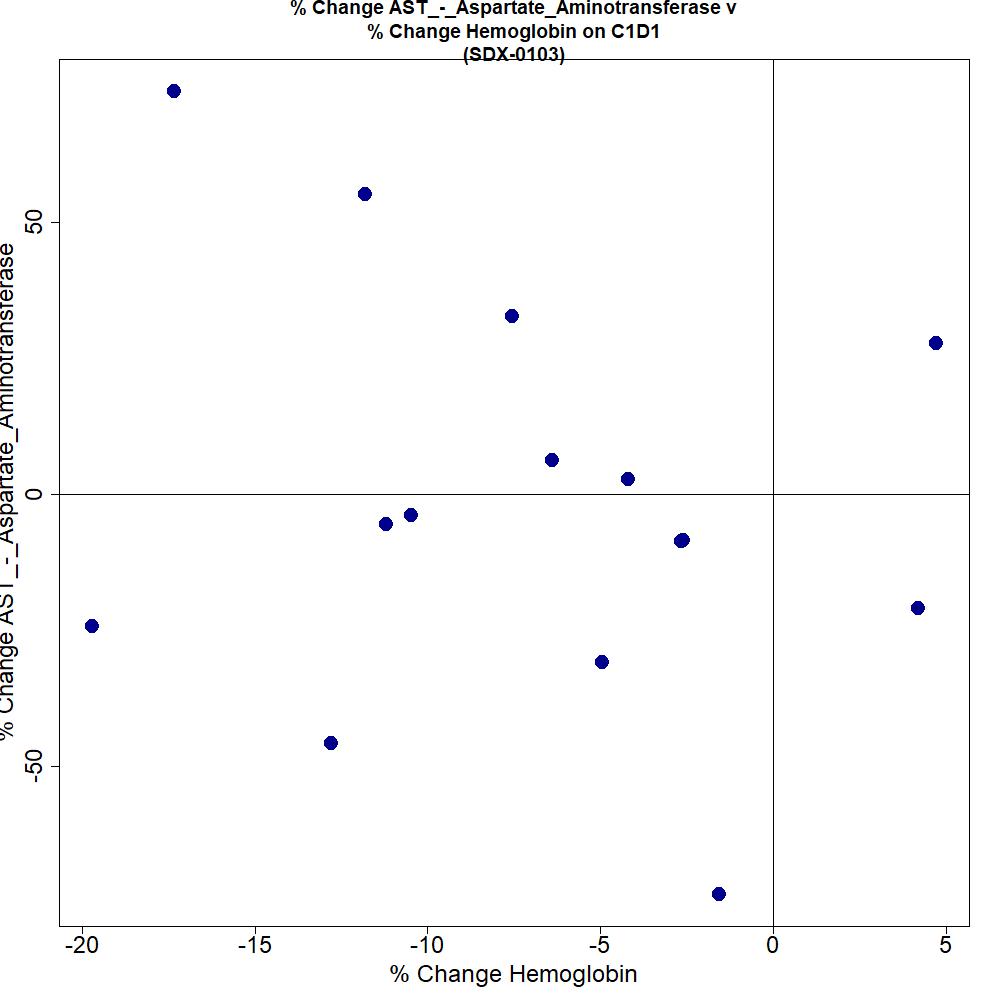 % Change AST_-_Aspartate_Aminotransferase v
% Change Hemoglobin on C1D1
(SDX-0103)
% Change AST_-_Aspartate_Aminotransferase
50
0
-50
-20
-15
-10
-5
0
5
% Change Hemoglobin